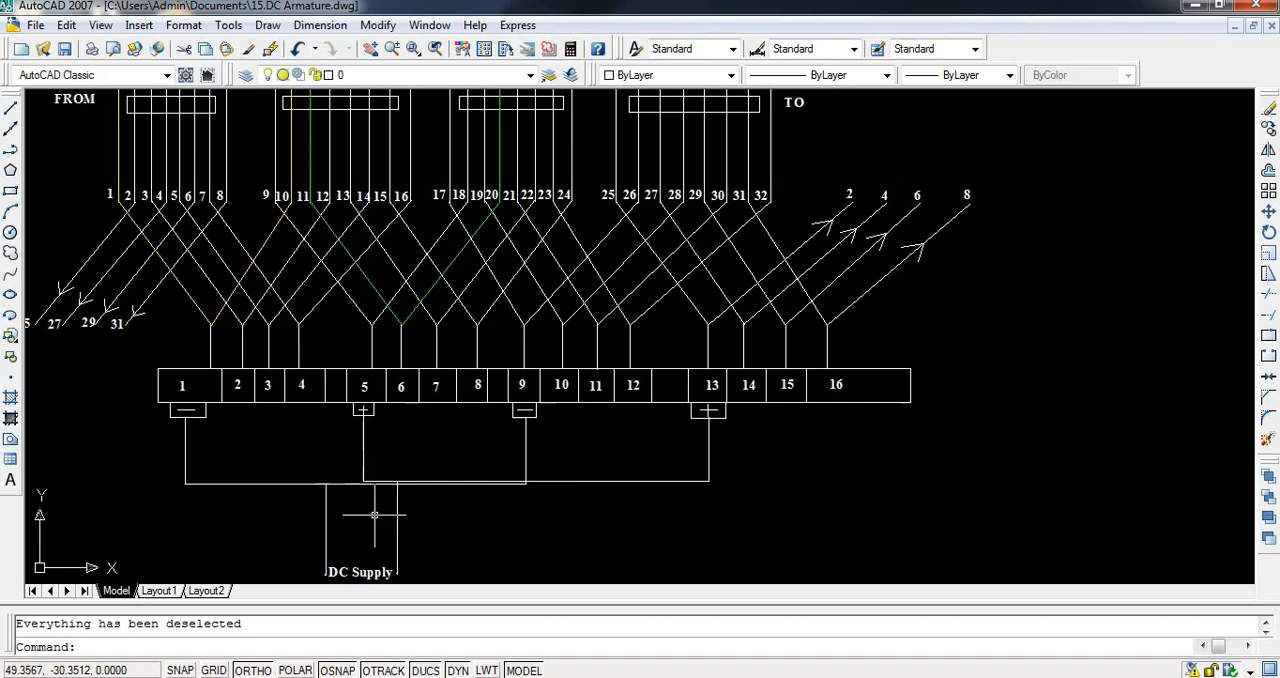 AutoCAD 2007 - [C:\Users\Admin\Documents\15.DC Armature.dwg]
File Edit View Insert Format Tools Draw Dimension Modify Window Help Express
Standard Standard Standard
AutoCAD Classic 0 ByLayer ByLayer ByLayer ByColor
FROM TO
1 2 3 4 5 6 7 8 9 10 11 12 13 14 15 16 17 18 19 20 21 22 23 24 25 26 27 28 29 30 31 32 2 4 6 8
27 29 31
1 2 3 4 5 6 7 8 9 10 11 12 13 14 15 16
— + — +
Y
DC Supply
X
Model Layout1 Layout2
Everything has been deselected
Command:
49.3567, -30.3512, 0.0000 SNAP GRID ORTHO POLAR OSNAP OTRACK DUCS DYN LWT MODEL